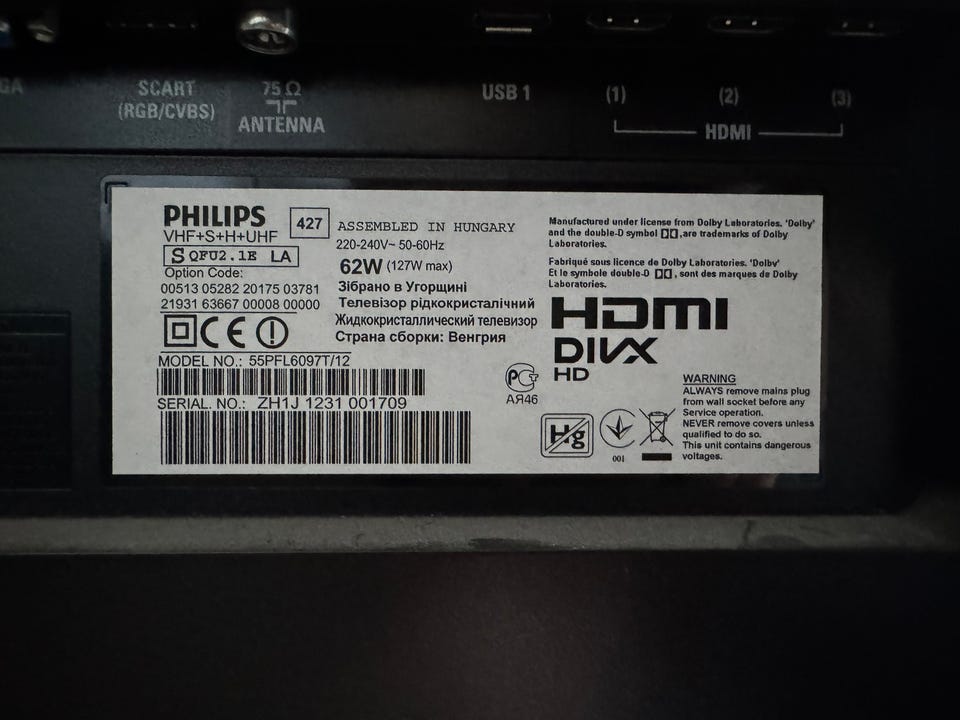 GA
SCART
(RGB/CVBS)
75 Ω
ANTENNA
USB 1
(1)
(2)
(3)
HDMI
PHILIPS
VHF+S+H+UHF
S QFU2.1E LA
Option Code:
00513 05282 20175 03781
21931 63667 00008 00000
CE
MODEL NO.: 55PFL6097T/12
SERIAL. NO.: ZH1J 1231 001709
427
ASSEMBLED IN HUNGARY
220-240V~ 50-60Hz
62W (127W max)
Зібрано в Угорщині
Телевізор рідкокристалічний
Жидкокристаллический телевизор
Страна сборки: Венгрия
Manufactured under license from Dolby Laboratories. 'Dolby'
and the double-D symbol ,are trademarks of Dolby
Laboratories.
Fabriqué sous licence de Dolby Laboratories. 'Dolby'
Et le symbole double-D , sont des marques de Dolby
Laboratories.
HDMI
DIVX
HD
РСТ
АЯ46
Hg
001
WARNING
ALWAYS remove mains plug
from wall socket before any
Service operation.
NEVER remove covers unless
qualified to do so.
This unit contains dangerous
voltages.